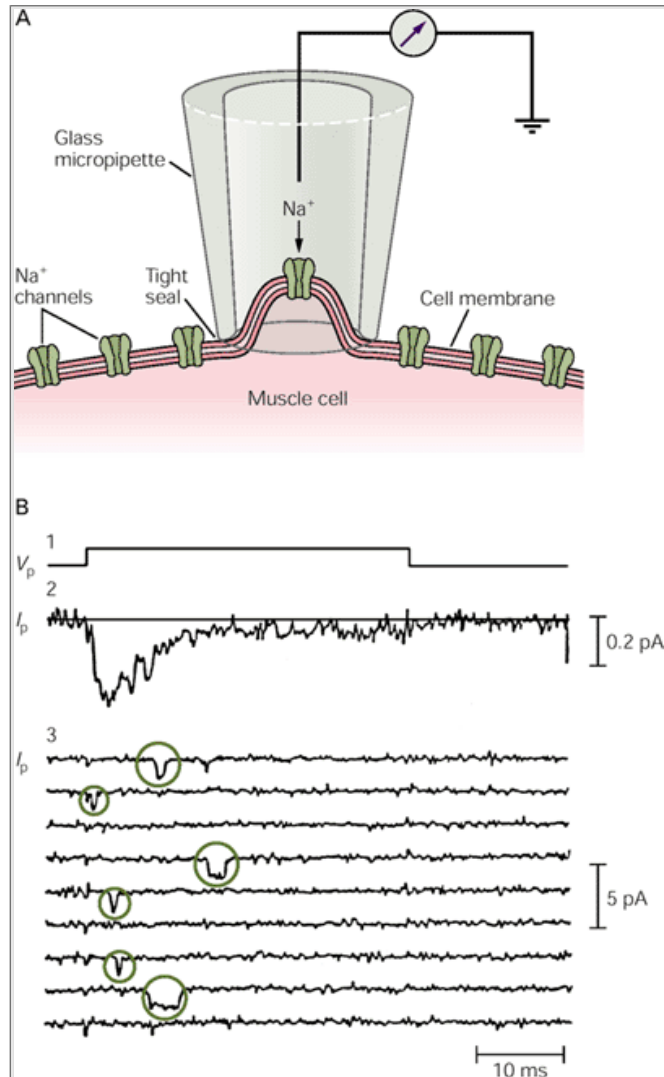 A
Glass
micropipette
Na⁺
Na⁺
channels
Tight
seal
Cell membrane
Muscle cell
B
1
Vp
2
Ip
0.2 pA
3
Ip
5 pA
10 ms